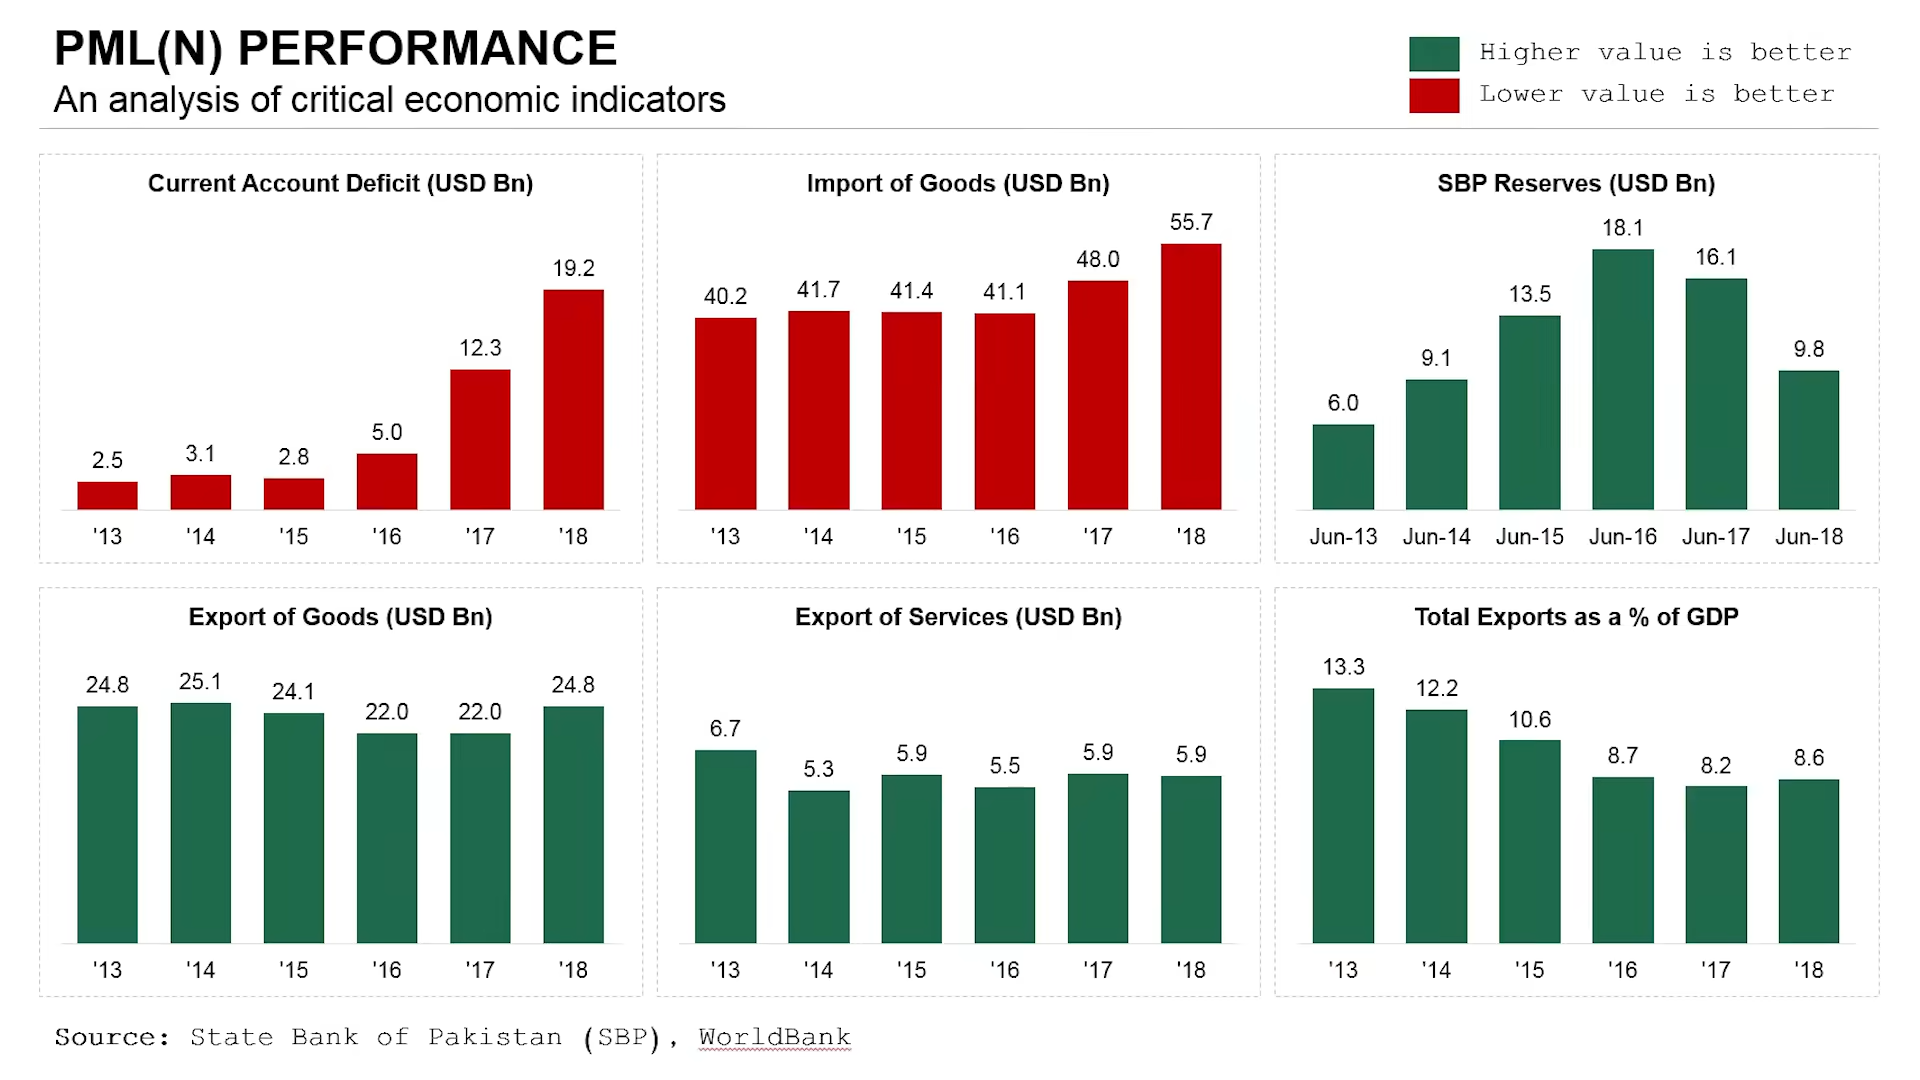 PML(N) PERFORMANCE
An analysis of critical economic indicators
Higher value is better
Lower value is better
Current Account Deficit (USD Bn)
2.5 3.1 2.8 5.0 12.3 19.2
'13 '14 '15 '16 '17 '18
Import of Goods (USD Bn)
40.2 41.7 41.4 41.1 48.0 55.7
'13 '14 '15 '16 '17 '18
SBP Reserves (USD Bn)
6.0 9.1 13.5 18.1 16.1 9.8
Jun-13 Jun-14 Jun-15 Jun-16 Jun-17 Jun-18
Export of Goods (USD Bn)
24.8 25.1 24.1 22.0 22.0 24.8
'13 '14 '15 '16 '17 '18
Export of Services (USD Bn)
6.7 5.3 5.9 5.5 5.9 5.9
'13 '14 '15 '16 '17 '18
Total Exports as a % of GDP
13.3 12.2 10.6 8.7 8.2 8.6
'13 '14 '15 '16 '17 '18
Source: State Bank of Pakistan (SBP), WorldBank